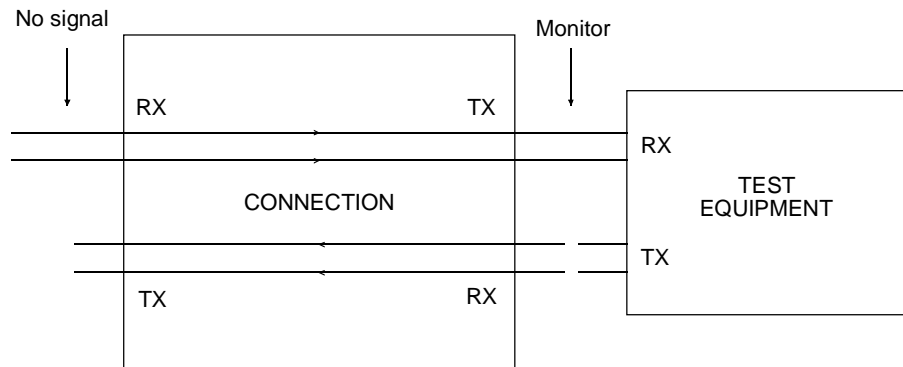 No signal
Monitor
RX
TX
RX
CONNECTION
TEST
EQUIPMENT
TX
TX
RX